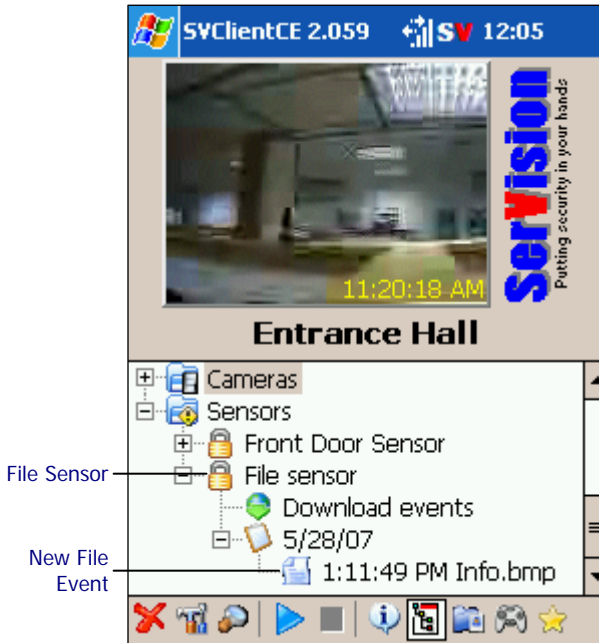 SVClientCE 2.059 SV 12:05
SerVision
Putting security in your hands
11:20:18 AM
Entrance Hall
Cameras
Sensors
Front Door Sensor
File Sensor
File sensor
Download events
5/28/07
New File
Event
1:11:49 PM Info.bmp